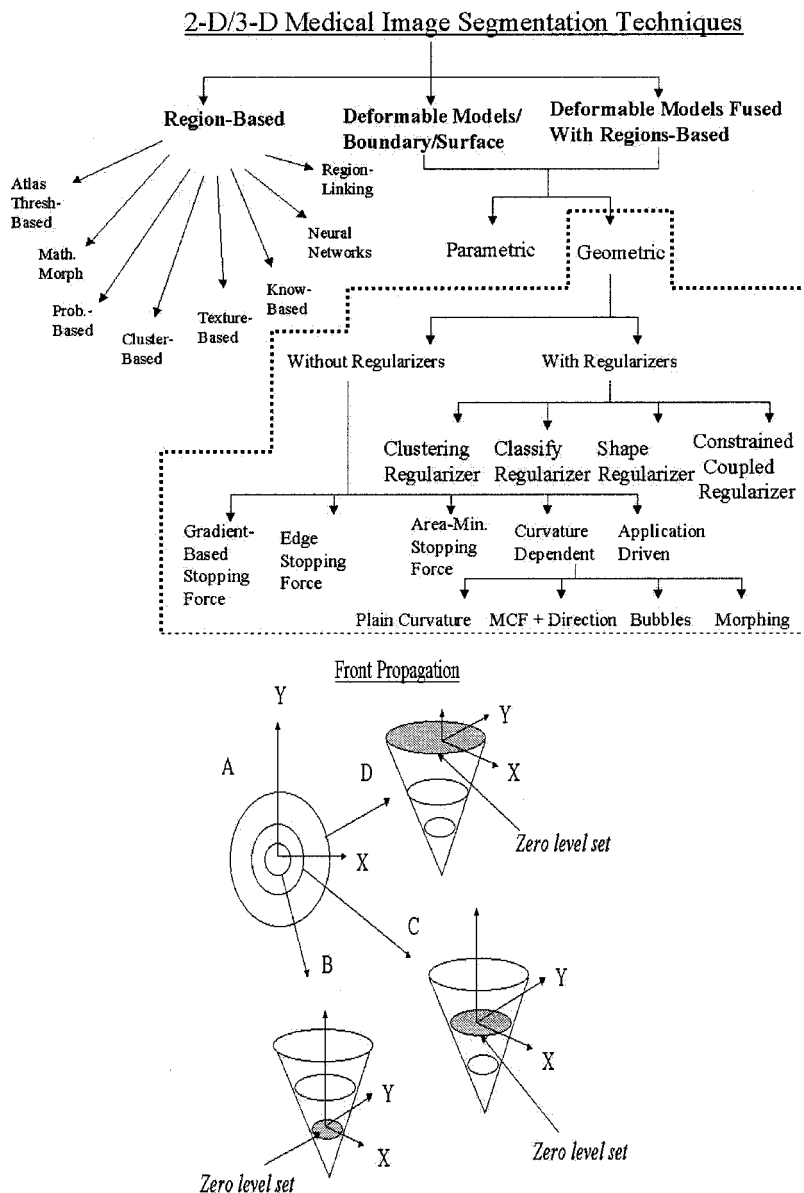 2-D/3-D Medical Image Segmentation Techniques
Region-Based
Deformable Models/
Boundary/Surface
Deformable Models Fused
With Regions-Based
Atlas
Thresh-
Based
Math.
Morph
Prob.-
Based
Cluster-
Based
Texture-
Based
Know-
Based
Neural
Networks
Region-
Linking
Parametric
Geometric
Without Regularizers
With Regularizers
Clustering
Regularizer
Classify
Regularizer
Shape
Regularizer
Constrained
Coupled
Regularizer
Gradient-
Based
Stopping
Force
Edge
Stopping
Force
Area-Min.
Stopping
Force
Curvature
Dependent
Application
Driven
Plain Curvature
MCF + Direction
Bubbles
Morphing
Front Propagation
Y
A
X
D
Y
X
Zero level set
B
C
Y
X
Zero level set
Y
X
Zero level set